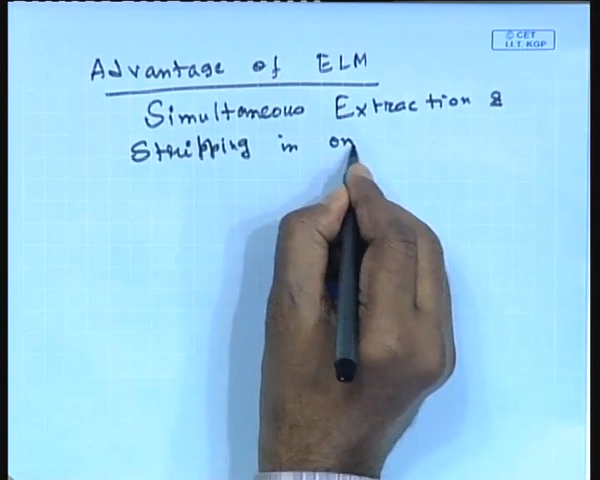 © CET
I.I.T. KGP
Advantage of ELM
Simultaneous Extraction &
Stripping in on